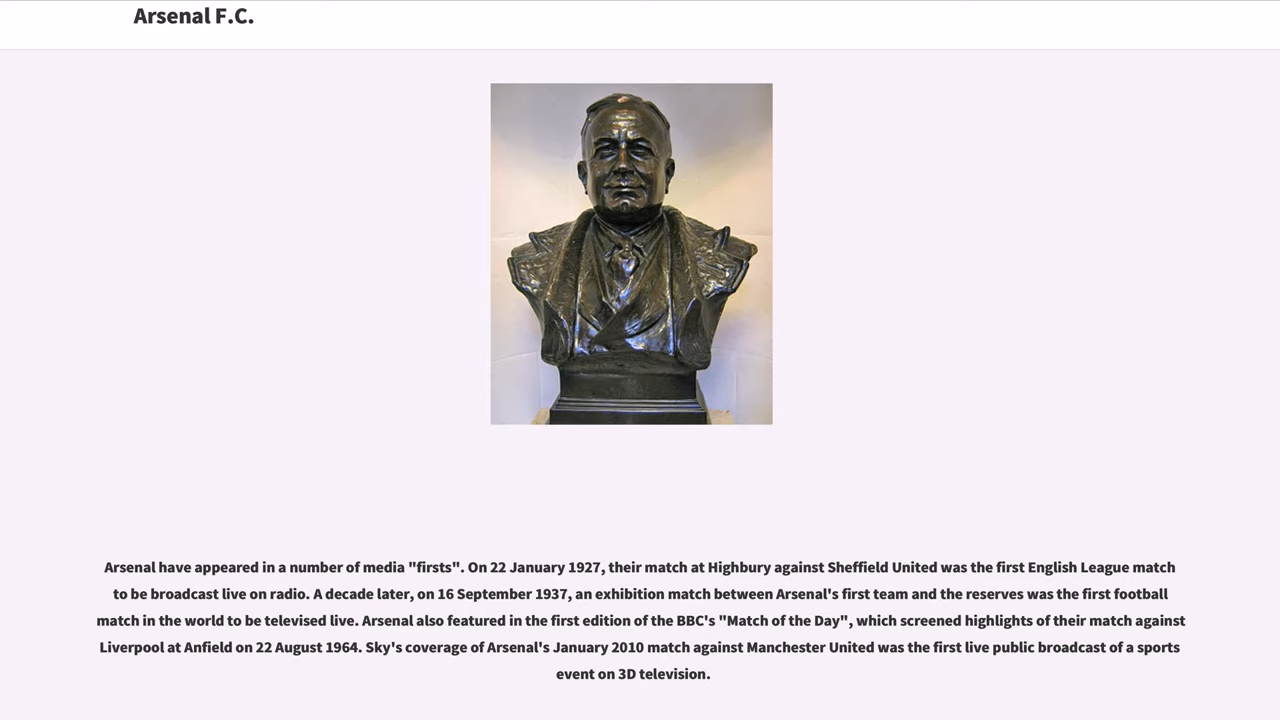 Arsenal F.C.
Arsenal have appeared in a number of media "firsts". On 22 January 1927, their match at Highbury against Sheffield United was the first English League match
to be broadcast live on radio. A decade later, on 16 September 1937, an exhibition match between Arsenal's first team and the reserves was the first football
match in the world to be televised live. Arsenal also featured in the first edition of the BBC's "Match of the Day", which screened highlights of their match against
Liverpool at Anfield on 22 August 1964. Sky's coverage of Arsenal's January 2010 match against Manchester United was the first live public broadcast of a sports
event on 3D television.